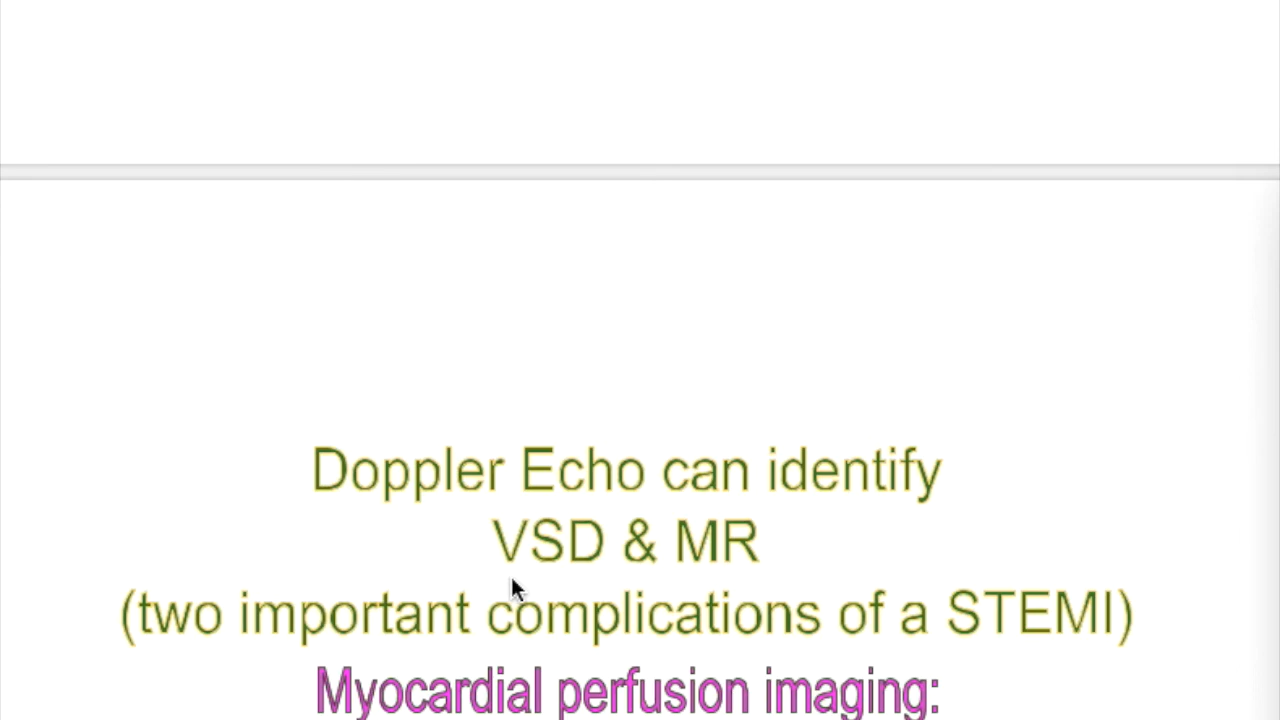 Doppler Echo can identify
VSD & MR
(two important complications of a STEMI)
Myocardial perfusion imaging: